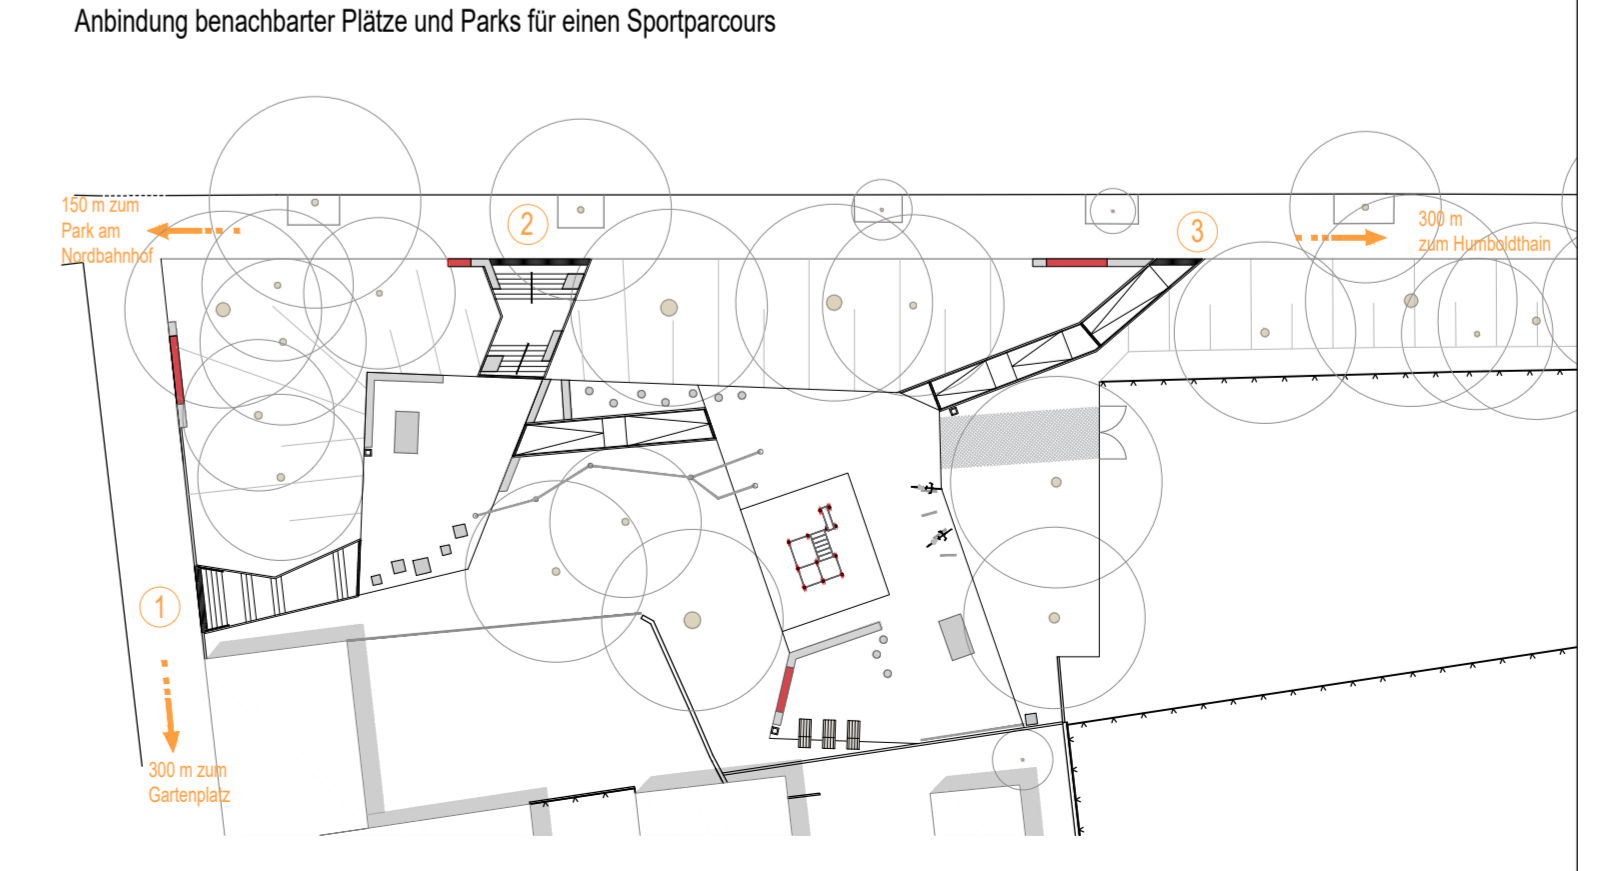 Anbindung benachbarter Plätze und Parks für einen Sportparcours
150 m zum
Park am
Nordbahnhof
2
3
300 m
zum Humboldthain
1
300 m zum
Gartenplatz